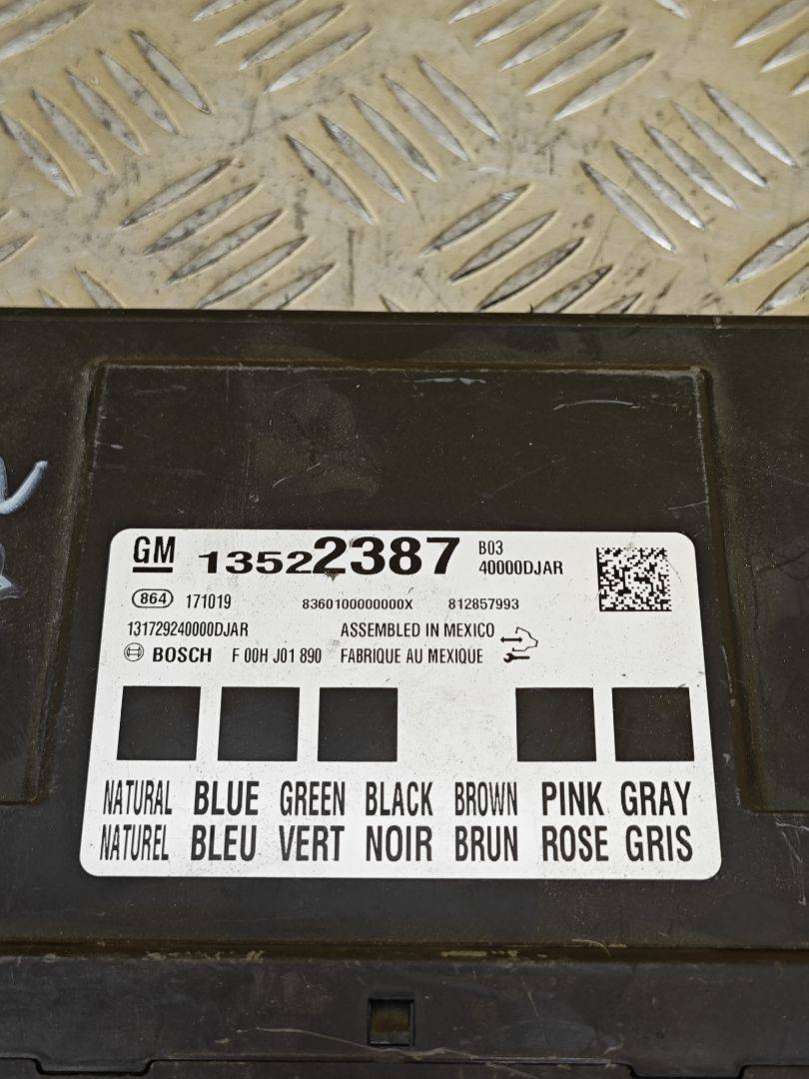 GM 13522387 B03
40000DJAR
864 171019 8360100000000X 812857993
131729240000DJAR ASSEMBLED IN MEXICO
BOSCH F 00H J01 890 FABRIQUE AU MEXIQUE
NATURAL BLUE GREEN BLACK BROWN PINK GRAY
NATUREL BLEU VERT NOIR BRUN ROSE GRIS